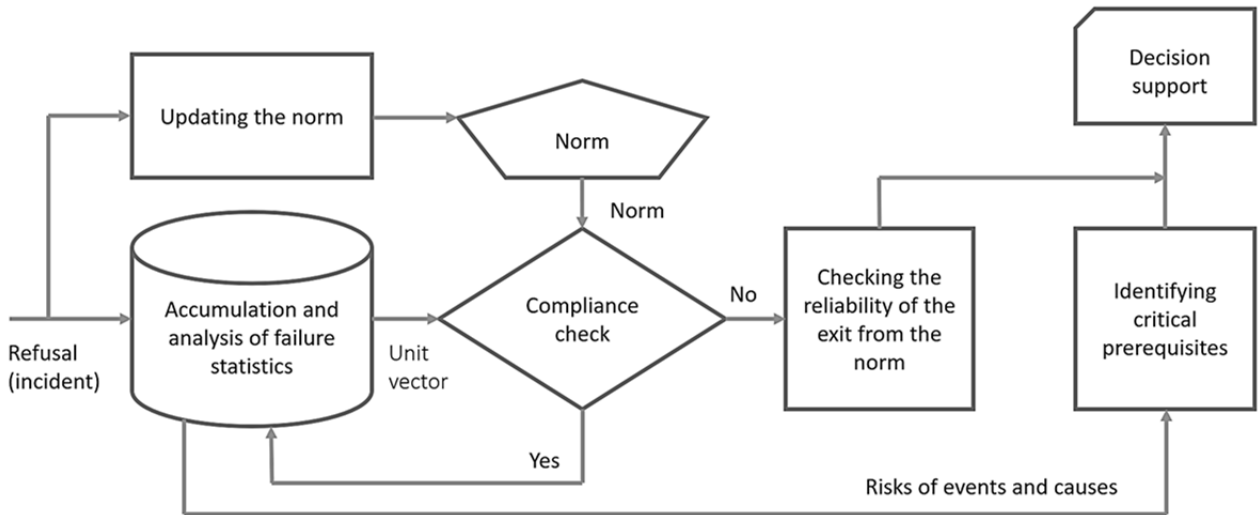 Decision
support
Updating the norm
Norm
Norm
Accumulation and
analysis of failure
statistics
Refusal
(incident)
Unit
vector
Compliance
check
No
Yes
Checking the
reliability of the
exit from the
norm
Identifying
critical
prerequisites
Risks of events and causes